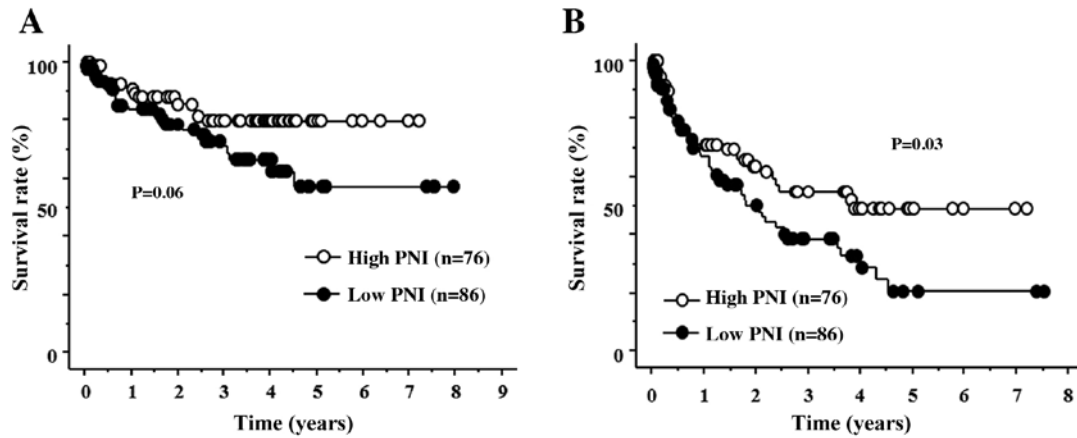 A
100
50
0
Survival rate (%)
P=0.06
High PNI (n=76)
Low PNI (n=86)
0 1 2 3 4 5 6 7 8 9
Time (years)
B
100
50
0
Survival rate (%)
P=0.03
High PNI (n=76)
Low PNI (n=86)
0 1 2 3 4 5 6 7 8
Time (years)